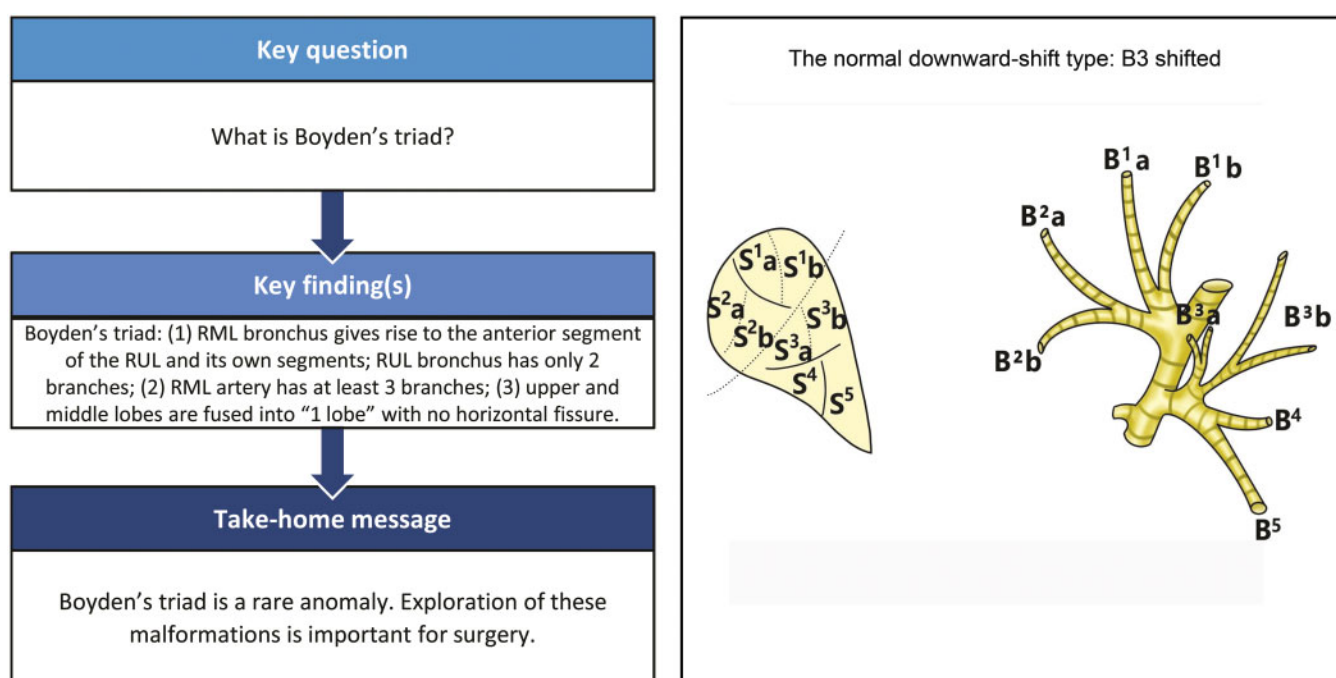 Key question
What is Boyden's triad?
Key finding(s)
Boyden's triad: (1) RML bronchus gives rise to the anterior segment
of the RUL and its own segments; RUL bronchus has only 2
branches; (2) RML artery has at least 3 branches; (3) upper and
middle lobes are fused into “1 lobe” with no horizontal fissure.
Take-home message
Boyden's triad is a rare anomaly. Exploration of these
malformations is important for surgery.
The normal downward-shift type: B3 shifted
S¹a S¹b
S²a
S²b
S³b
S³a
S⁴
S⁵
B¹a
B¹b
B²a
B²b
B³a
B³b
B⁴
B⁵